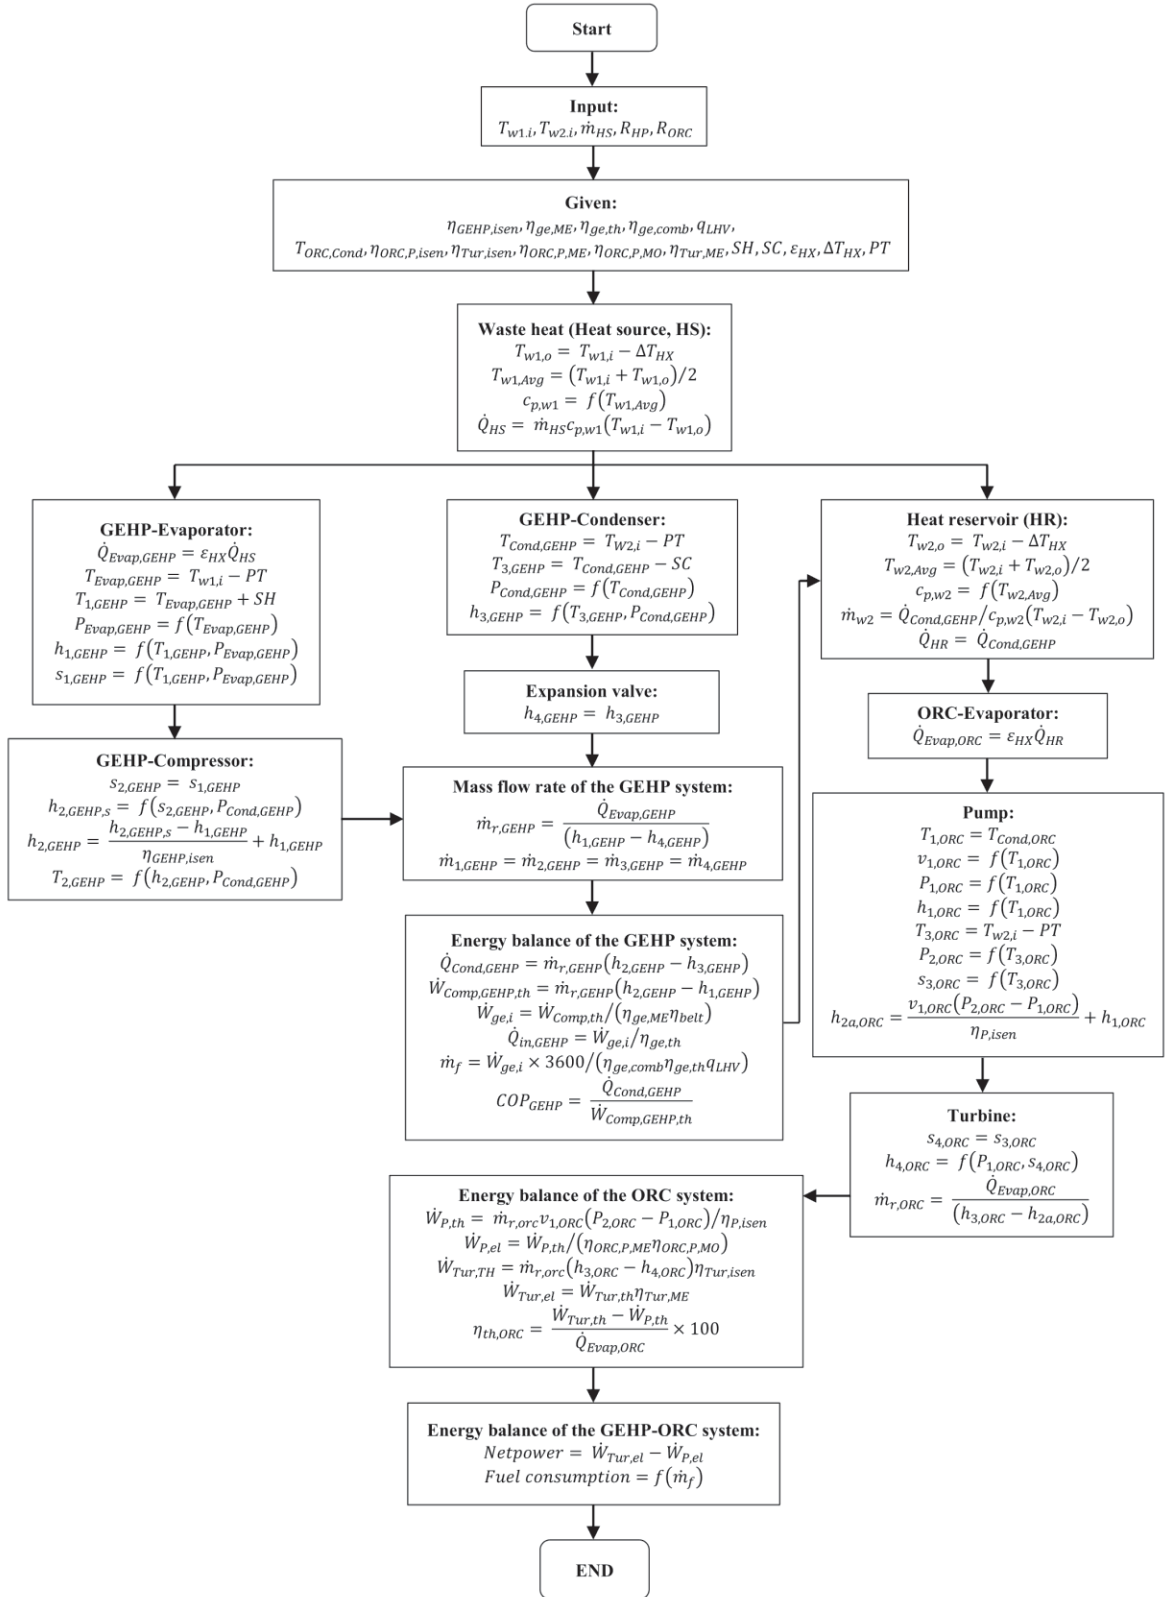 Start
Input:
T_{w1.i}, T_{w2.i}, ṁ_{HS}, R_{HP}, R_{ORC}
Given:
η_{GEHP,isen}, η_{ge,ME}, η_{ge,th}, η_{ge,comb}, q_{LHV},
T_{ORC,Cond}, η_{ORC,P,isen}, η_{Tur,isen}, η_{ORC,P,ME}, η_{ORC,P,MO}, η_{Tur,ME}, SH, SC, ε_{HX}, ΔT_{HX}, PT
Waste heat (Heat source, HS):
T_{w1,o} = T_{w1,i} − ΔT_{HX}
T_{w1,Avg} = (T_{w1,i} + T_{w1,o})/2
c_{p,w1} = f(T_{w1,Avg})
Q̇_{HS} = ṁ_{HS}c_{p,w1}(T_{w1,i} − T_{w1,o})
GEHP-Evaporator:
Q̇_{Evap,GEHP} = ε_{HX}Q̇_{HS}
T_{Evap,GEHP} = T_{w1,i} − PT
T_{1,GEHP} = T_{Evap,GEHP} + SH
P_{Evap,GEHP} = f(T_{Evap,GEHP})
h_{1,GEHP} = f(T_{1,GEHP}, P_{Evap,GEHP})
s_{1,GEHP} = f(T_{1,GEHP}, P_{Evap,GEHP})
GEHP-Compressor:
s_{2,GEHP} = s_{1,GEHP}
h_{2,GEHP,s} = f(s_{2,GEHP}, P_{Cond,GEHP})
h_{2,GEHP} = \frac{h_{2,GEHP,s} − h_{1,GEHP}}{η_{GEHP,isen}} + h_{1,GEHP}
T_{2,GEHP} = f(h_{2,GEHP}, P_{Cond,GEHP})
GEHP-Condenser:
T_{Cond,GEHP} = T_{W2,i} − PT
T_{3,GEHP} = T_{Cond,GEHP} − SC
P_{Cond,GEHP} = f(T_{Cond,GEHP})
h_{3,GEHP} = f(T_{3,GEHP}, P_{Cond,GEHP})
Expansion valve:
h_{4,GEHP} = h_{3,GEHP}
Mass flow rate of the GEHP system:
ṁ_{r,GEHP} = \frac{Q̇_{Evap,GEHP}}{(h_{1,GEHP} − h_{4,GEHP})}
ṁ_{1,GEHP} = ṁ_{2,GEHP} = ṁ_{3,GEHP} = ṁ_{4,GEHP}
Energy balance of the GEHP system:
Q̇_{Cond,GEHP} = ṁ_{r,GEHP}(h_{2,GEHP} − h_{3,GEHP})
Ẇ_{Comp,GEHP,th} = ṁ_{r,GEHP}(h_{2,GEHP} − h_{1,GEHP})
Ẇ_{ge,i} = Ẇ_{Comp,th}/(η_{ge,ME}η_{belt})
Q̇_{in,GEHP} = Ẇ_{ge,i}/η_{ge,th}
ṁ_f = Ẇ_{ge,i} × 3600/(η_{ge,comb}η_{ge,th}q_{LHV})
COP_{GEHP} = \frac{Q̇_{Cond,GEHP}}{Ẇ_{Comp,GEHP,th}}
Heat reservoir (HR):
T_{w2,o} = T_{w2,i} − ΔT_{HX}
T_{w2,Avg} = (T_{w2,i} + T_{w2,o})/2
c_{p,w2} = f(T_{w2,Avg})
ṁ_{w2} = Q̇_{Cond,GEHP}/c_{p,w2}(T_{w2,i} − T_{w2,o})
Q̇_{HR} = Q̇_{Cond,GEHP}
ORC-Evaporator:
Q̇_{Evap,ORC} = ε_{HX}Q̇_{HR}
Pump:
T_{1,ORC} = T_{Cond,ORC}
v_{1,ORC} = f(T_{1,ORC})
P_{1,ORC} = f(T_{1,ORC})
h_{1,ORC} = f(T_{1,ORC})
T_{3,ORC} = T_{w2,i} − PT
P_{2,ORC} = f(T_{3,ORC})
s_{3,ORC} = f(T_{3,ORC})
h_{2a,ORC} = \frac{v_{1,ORC}(P_{2,ORC} − P_{1,ORC})}{η_{P,isen}} + h_{1,ORC}
Turbine:
s_{4,ORC} = s_{3,ORC}
h_{4,ORC} = f(P_{1,ORC}, s_{4,ORC})
ṁ_{r,ORC} = \frac{Q̇_{Evap,ORC}}{(h_{3,ORC} − h_{2a,ORC})}
Energy balance of the ORC system:
Ẇ_{P,th} = ṁ_{r,orc}v_{1,ORC}(P_{2,ORC} − P_{1,ORC})/η_{P,isen}
Ẇ_{P,el} = Ẇ_{P,th}/(η_{ORC,P,ME}η_{ORC,P,MO})
Ẇ_{Tur,TH} = ṁ_{r,orc}(h_{3,ORC} − h_{4,ORC})η_{Tur,isen}
Ẇ_{Tur,el} = Ẇ_{Tur,th}η_{Tur,ME}
η_{th,ORC} = \frac{Ẇ_{Tur,th} − Ẇ_{P,th}}{Q̇_{Evap,ORC}} × 100
Energy balance of the GEHP-ORC system:
Netpower = Ẇ_{Tur,el} − Ẇ_{P,el}
Fuel consumption = f(ṁ_f)
END